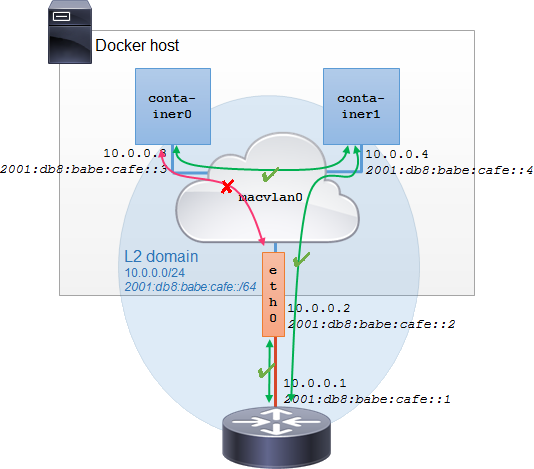 Docker host
conta-
iner0
conta-
iner1
10.0.0.3
2001:db8:babe:cafe::3
10.0.0.4
2001:db8:babe:cafe::4
macvlan0
L2 domain
10.0.0.0/24
2001:db8:babe:cafe::/64
e
t
h
0
10.0.0.2
2001:db8:babe:cafe::2
10.0.0.1
2001:db8:babe:cafe::1